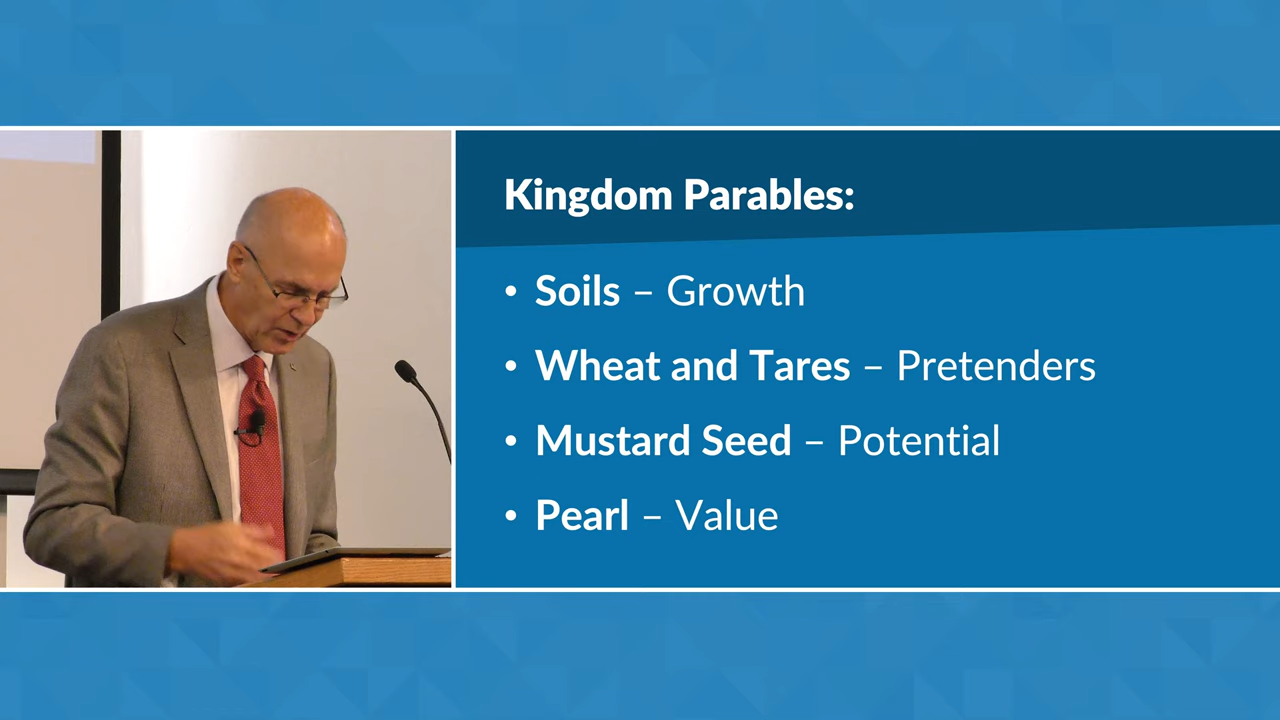 Kingdom Parables:
• Soils – Growth
• Wheat and Tares – Pretenders
• Mustard Seed – Potential
• Pearl – Value